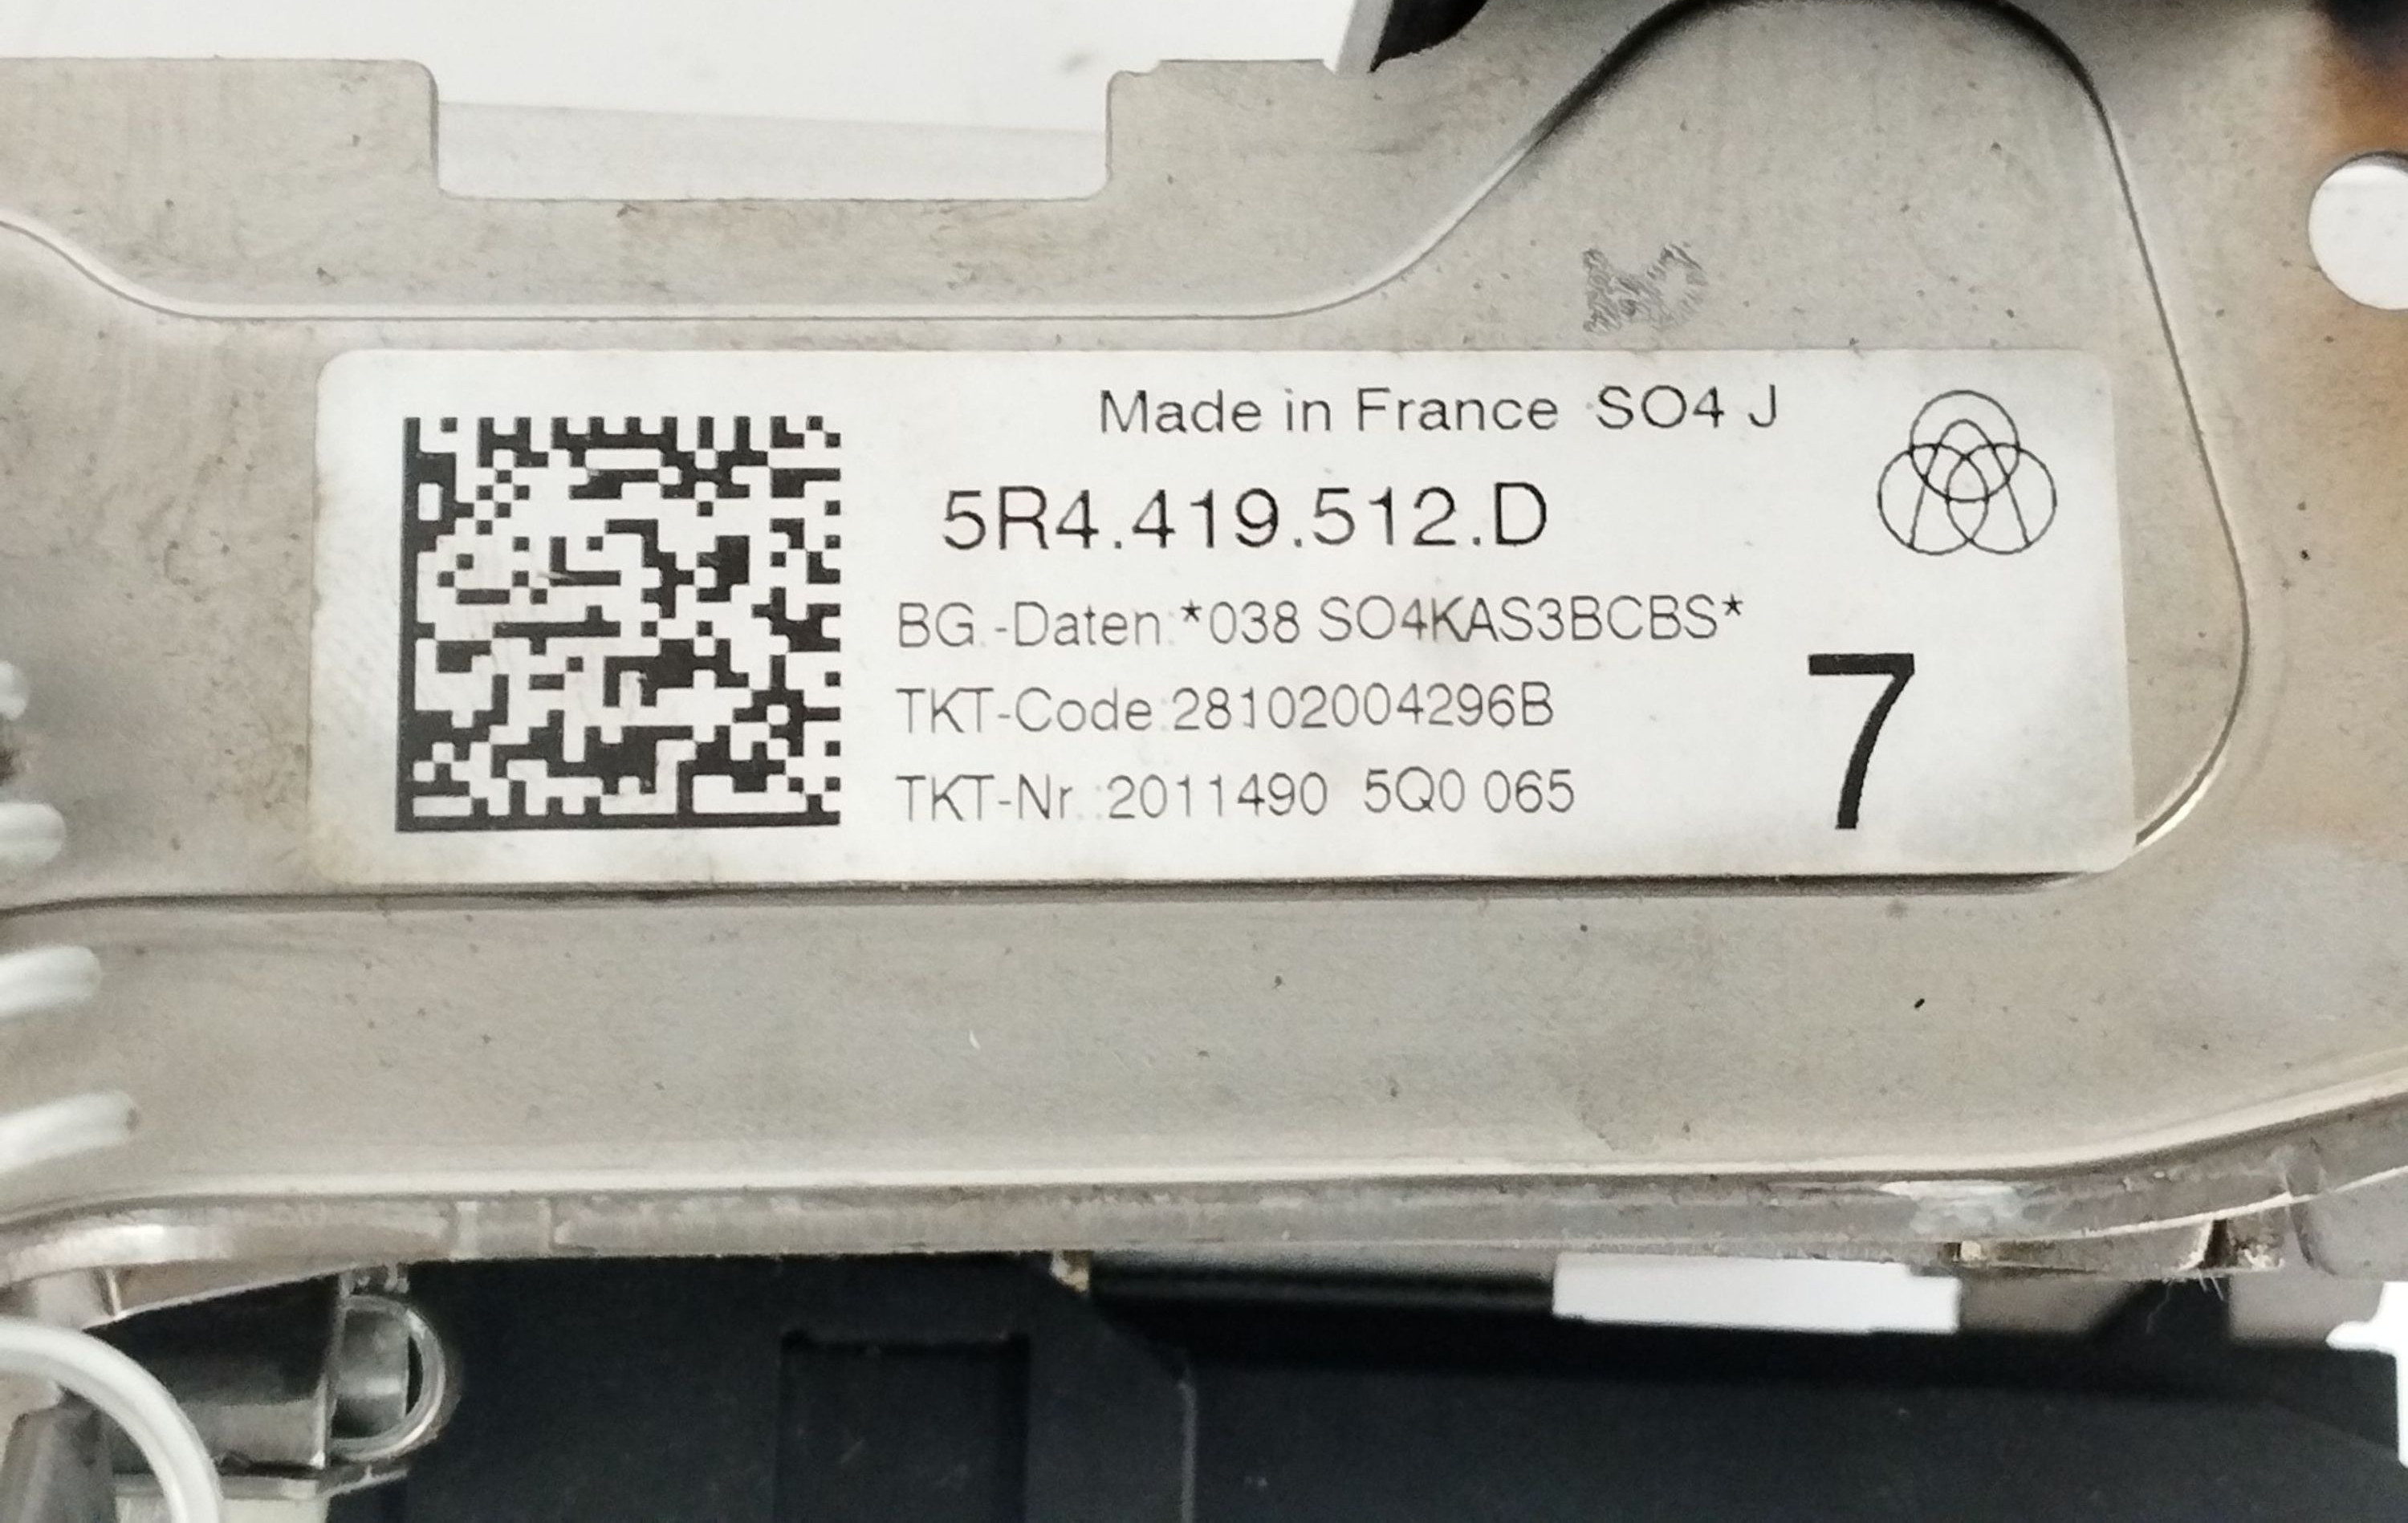 Made in France SO4 J
5R4.419.512.D
BG.-Daten:*038 SO4KAS3BCBS*
TKT-Code:28102004296B
TKT-Nr.:2011490 5Q0 065
7